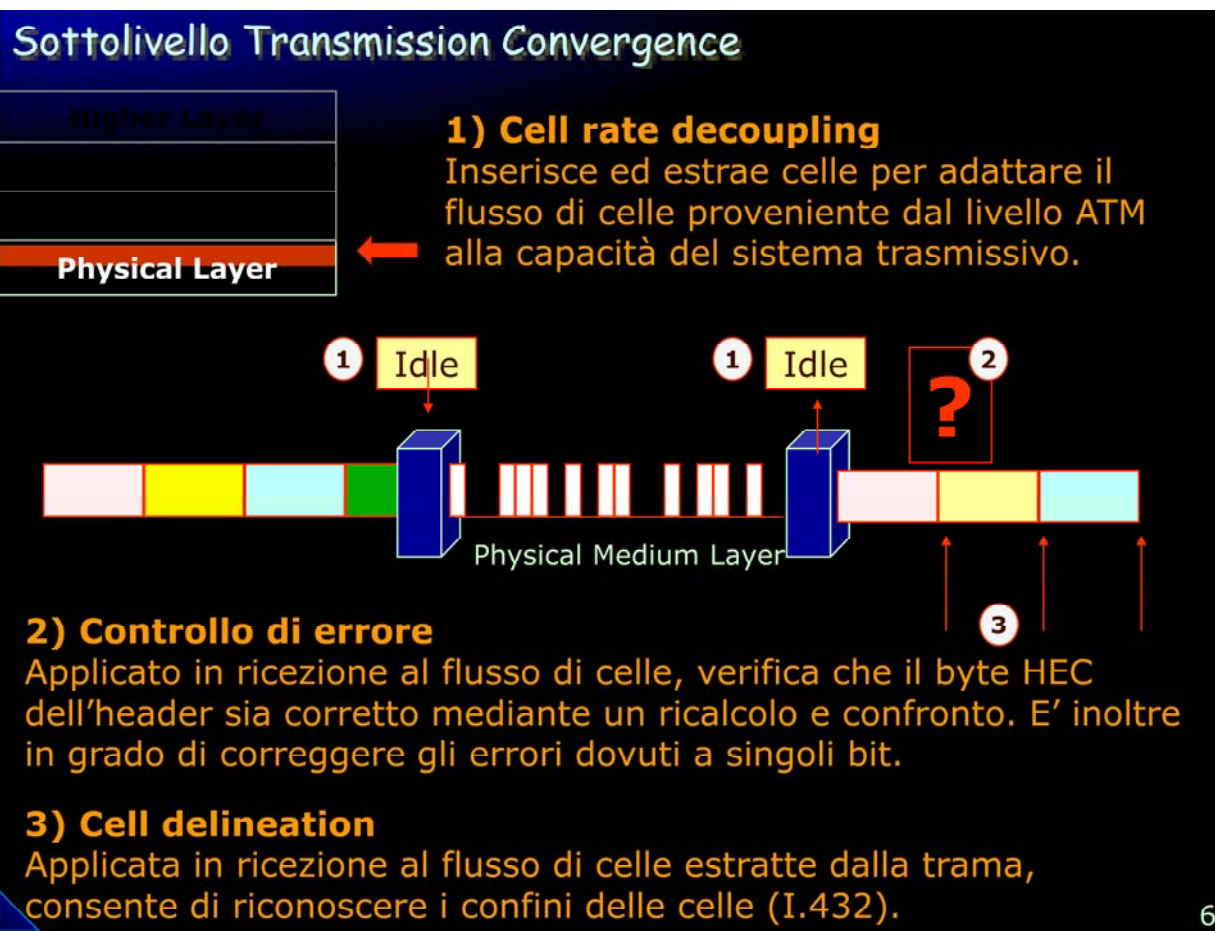 Sottolivello Transmission Convergence
Higher Layer
1) Cell rate decoupling
Inserisce ed estrae celle per adattare il
flusso di celle proveniente dal livello ATM
alla capacità del sistema trasmissivo.
Physical Layer
1
Idle
1
Idle
2
?
Physical Medium Layer
3
2) Controllo di errore
Applicato in ricezione al flusso di celle, verifica che il byte HEC
dell’header sia corretto mediante un ricalcolo e confronto. E’ inoltre
in grado di correggere gli errori dovuti a singoli bit.
3) Cell delineation
Applicata in ricezione al flusso di celle estratte dalla trama,
consente di riconoscere i confini delle celle (I.432).
6